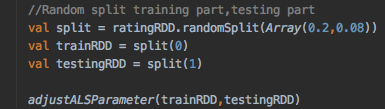 //Random split training part,testing part
val split = ratingRDD.randomSplit(Array(0.2,0.08))
val trainRDD = split(0)
val testingRDD = split(1)
adjustALSParameter(trainRDD,testingRDD)